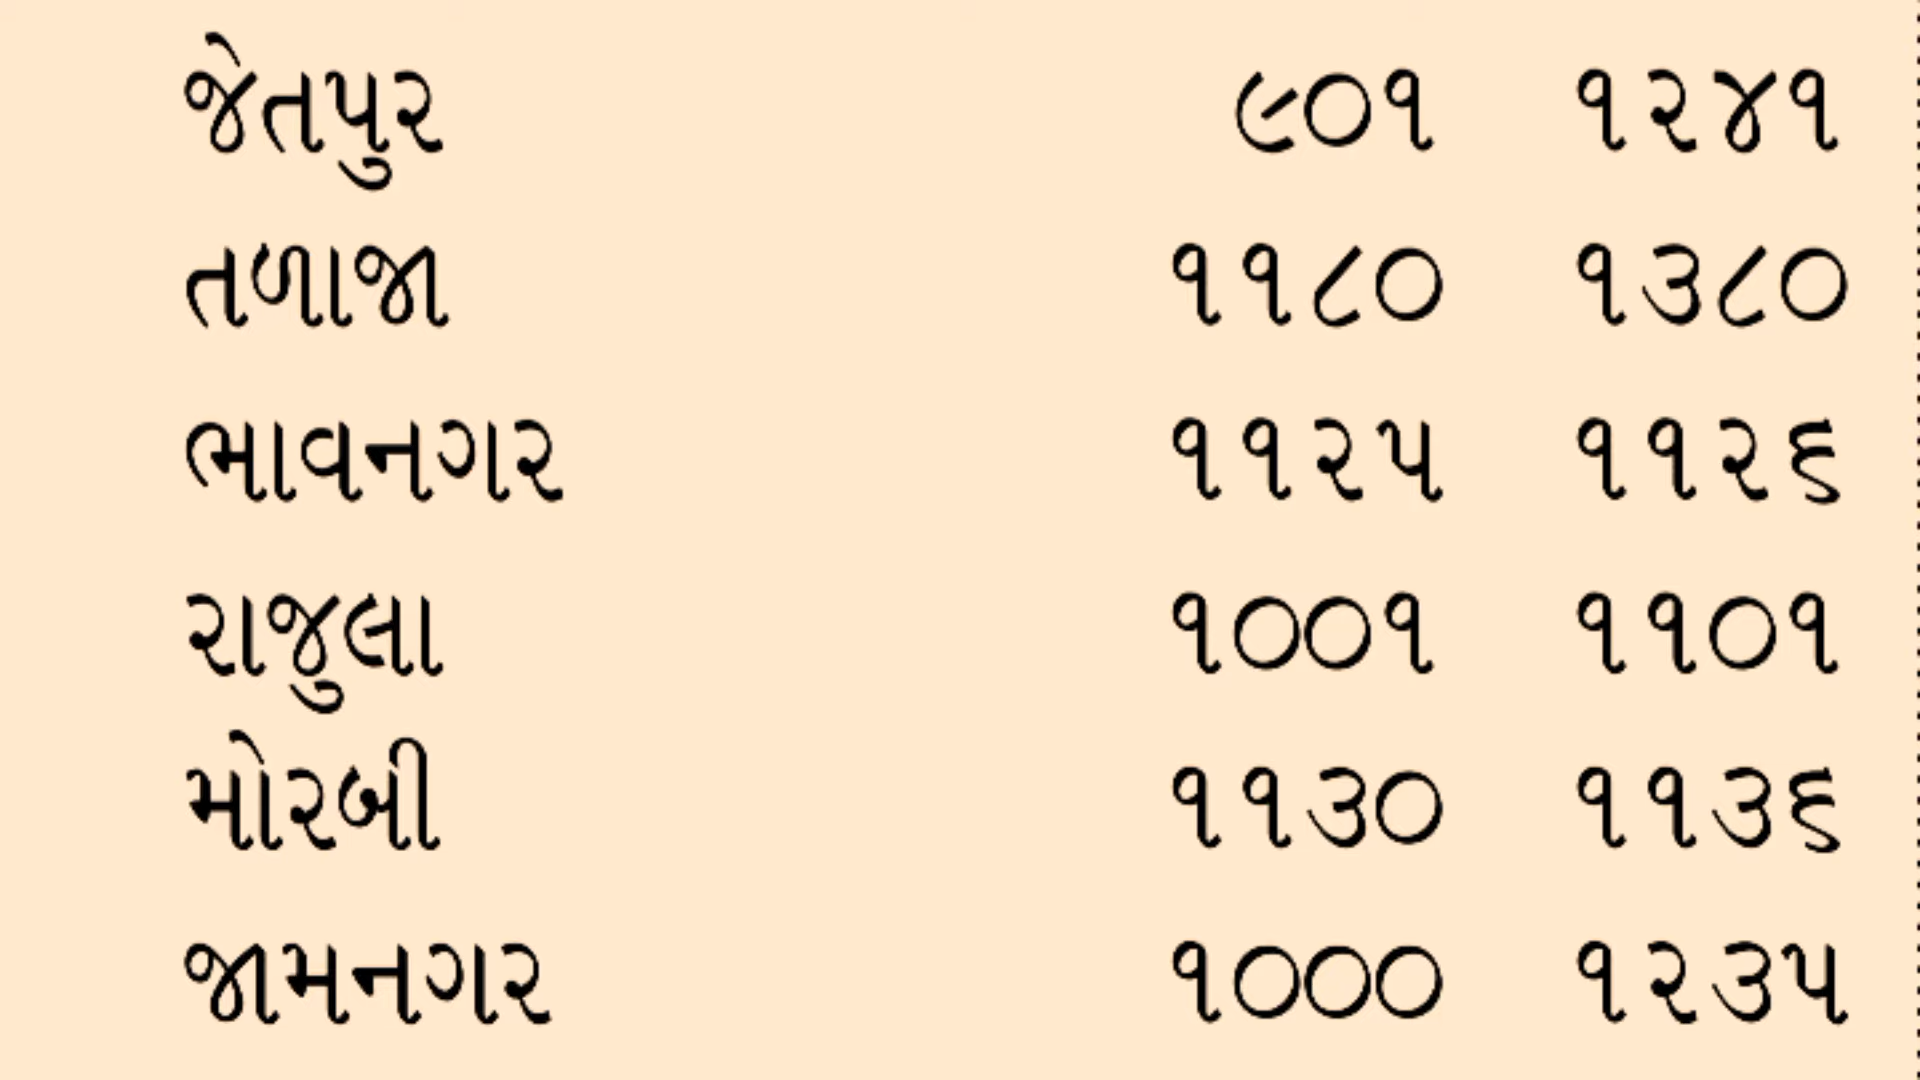 જેતપુર ૯૦૧ ૧૨૪૧
તળાજા ૧૧૮૦ ૧૩૮૦
ભાવનગર ૧૧૨૫ ૧૧૨૬
રાજુલા ૧૦૦૧ ૧૧૦૧
મોરબી ૧૧૩૦ ૧૧૩૬
જામનગર ૧૦૦૦ ૧૨૩૫